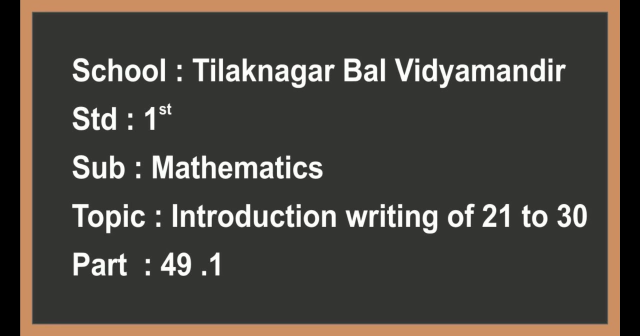 School : Tilaknagar Bal Vidyamandir
Std : 1st
Sub : Mathematics
Topic : Introduction writing of 21 to 30
Part : 49 .1